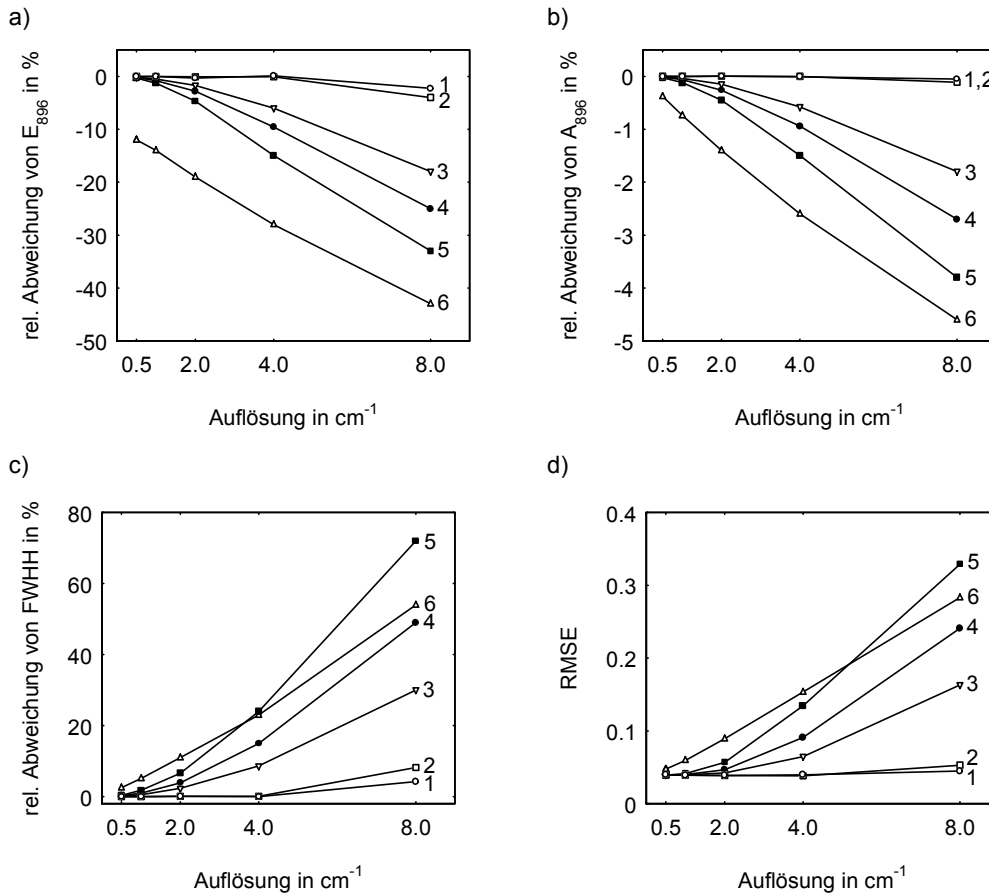 a)
rel. Abweichung von E896 in %
0
-10
-20
-30
-40
-50
0.5 2.0 4.0 8.0
Auflösung in cm-1
1
2
3
4
5
6
b)
rel. Abweichung von A896 in %
0
-1
-2
-3
-4
-5
0.5 2.0 4.0 8.0
Auflösung in cm-1
1,2
3
4
5
6
c)
rel. Abweichung von FWHH in %
80
60
40
20
0
0.5 2.0 4.0 8.0
Auflösung in cm-1
5
6
4
3
2
1
d)
RMSE
0.4
0.3
0.2
0.1
0
0.5 2.0 4.0 8.0
Auflösung in cm-1
5
6
4
3
2
1